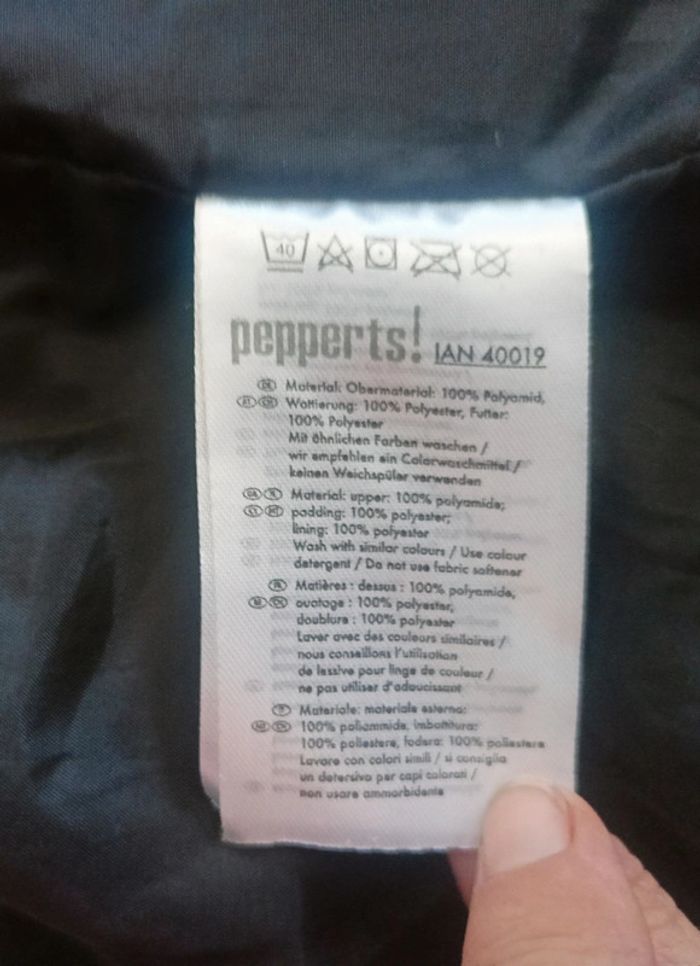 40
pepperts! IAN 40019
DE Material: Obermaterial: 100% Polyamid,
AT CH Wattierung: 100% Polyester, Futter:
100% Polyester
Mit ähnlichen Farben waschen /
wir empfehlen ein Colorwaschmittel /
keinen Weichspüler verwenden
Material: upper: 100% polyamide;
padding: 100% polyester;
lining: 100% polyester
Wash with similar colours / Use colour
detergent / Do not use fabric softener
Matières : dessus : 100% polyamide,
ouatage : 100% polyester,
doublure : 100% polyester
Laver avec des couleurs similaires /
nous conseillons l'utilisation
de lessive pour linge de couleur /
ne pas utiliser d'adoucissant
Materiale: materiale esterno:
100% poliammide, imbottitura:
100% poliestere, fodera: 100% poliestere
Lavare con colori simili / si consiglia
un detersivo per capi colorati /
non usare ammorbidente